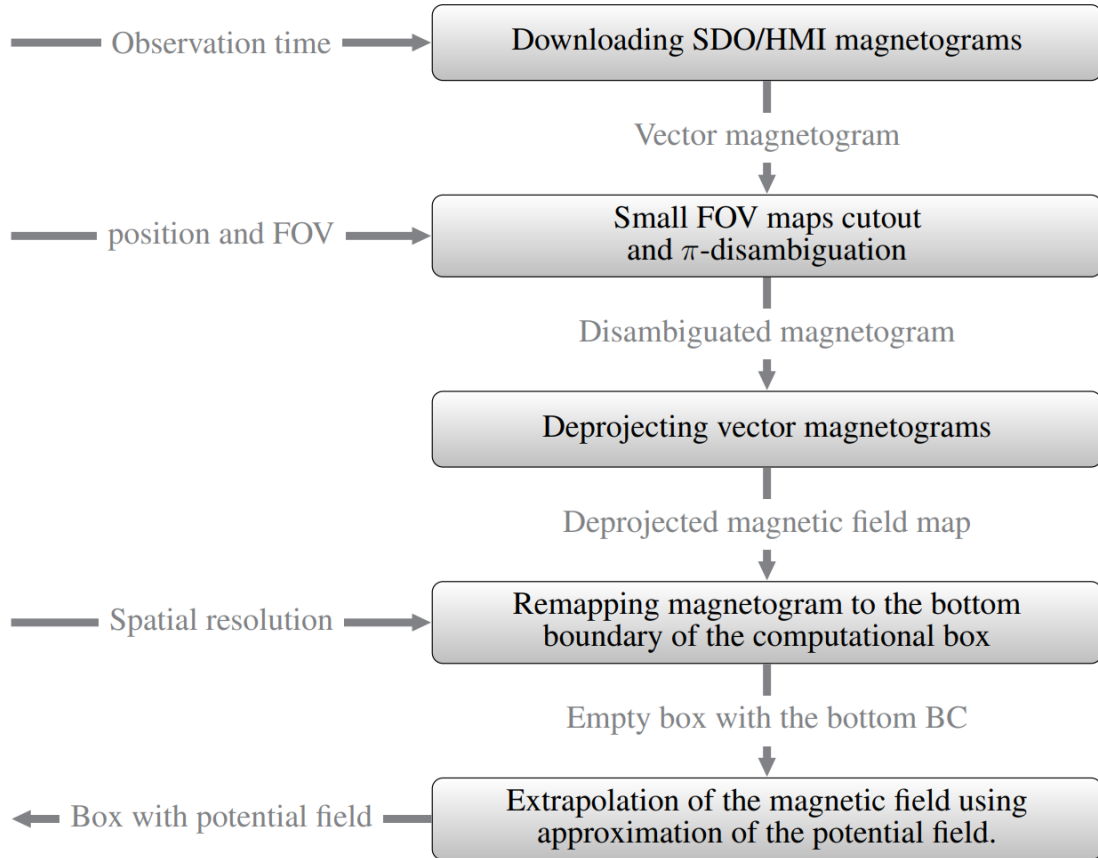 Observation time
Downloading SDO/HMI magnetograms
Vector magnetogram
position and FOV
Small FOV maps cutout
and π-disambiguation
Disambiguated magnetogram
Deprojecting vector magnetograms
Deprojected magnetic field map
Spatial resolution
Remapping magnetogram to the bottom
boundary of the computational box
Empty box with the bottom BC
Box with potential field
Extrapolation of the magnetic field using
approximation of the potential field.